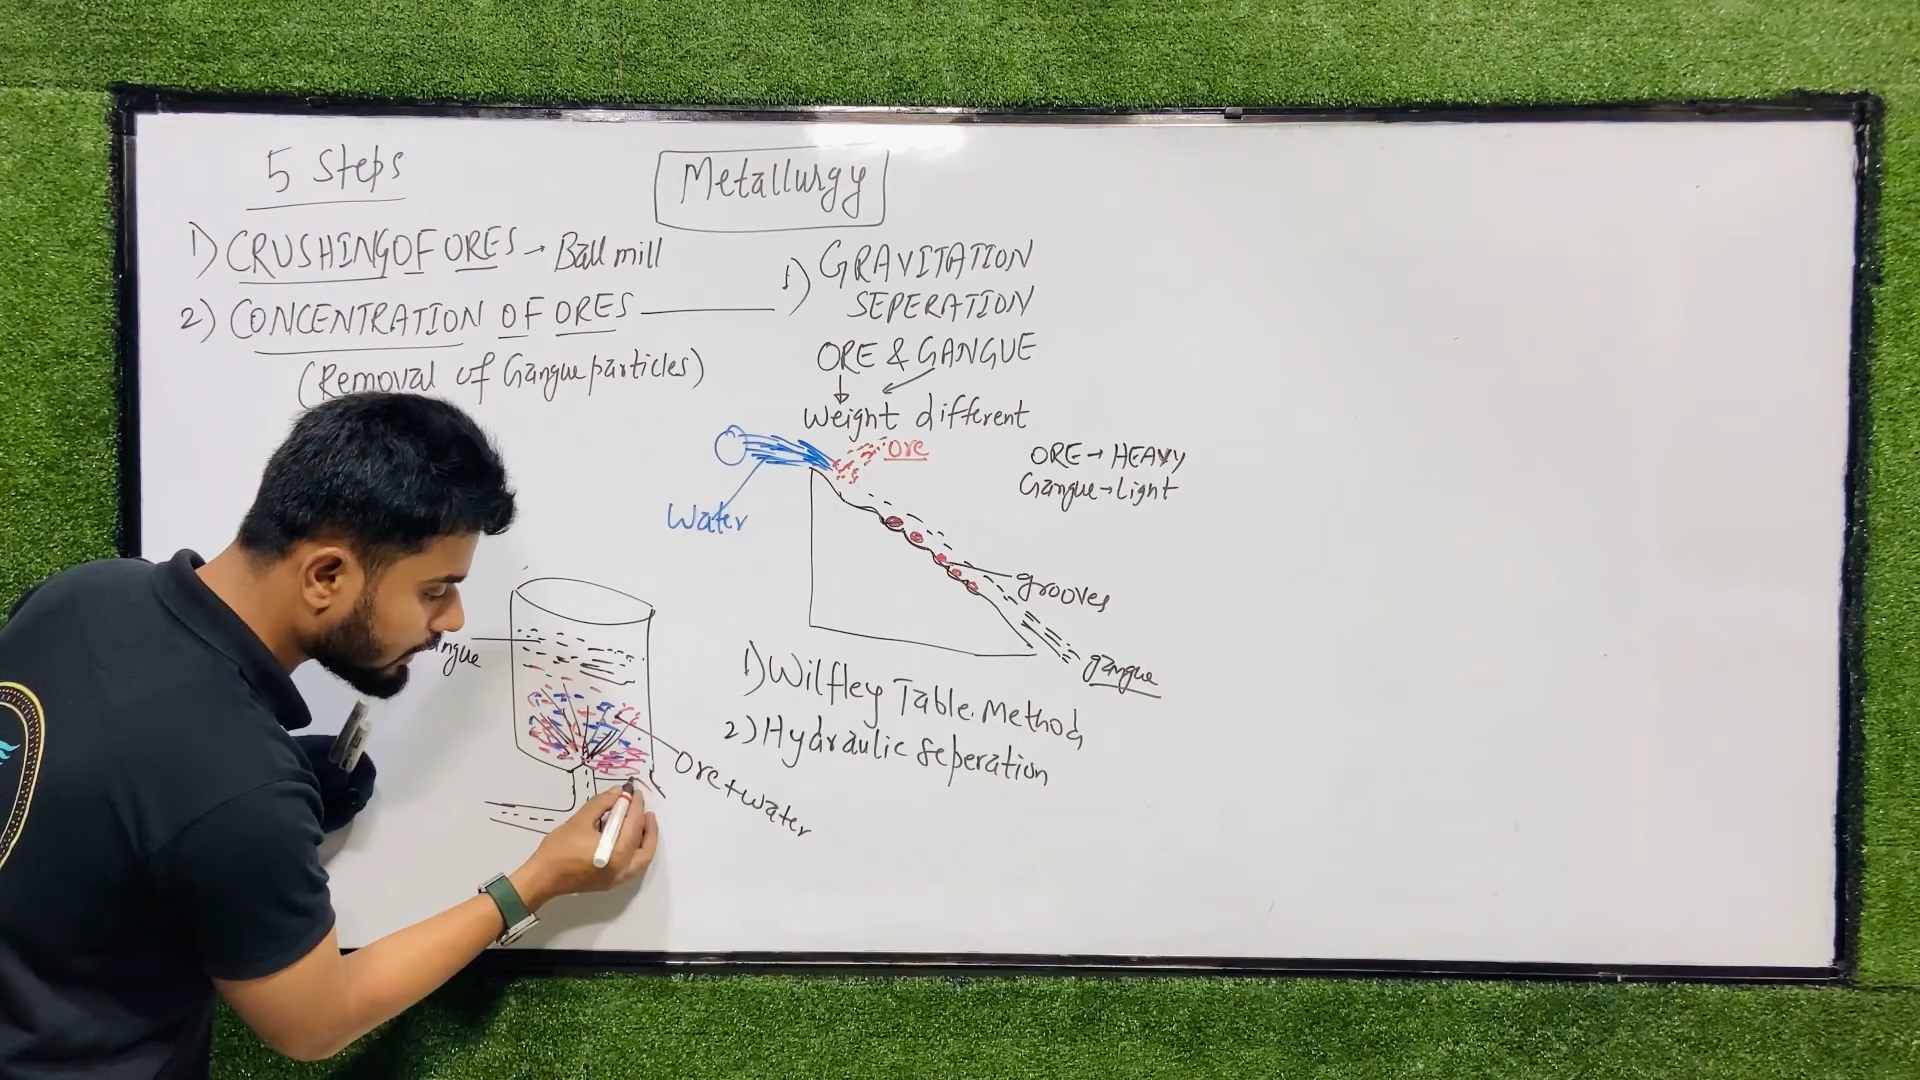 5 Steps
Metallurgy
1) CRUSHING OF ORES → Ball mill
2) CONCENTRATION OF ORES
(Removal of Gangue particles)
1) GRAVITATION
SEPERATION
ORE & GANGUE
Weight different
Ore
Water
ORE → HEAVY
Gangue → Light
grooves
gangue
1) Wilfley Table Method
2) Hydraulic Seperation
Ore + Water